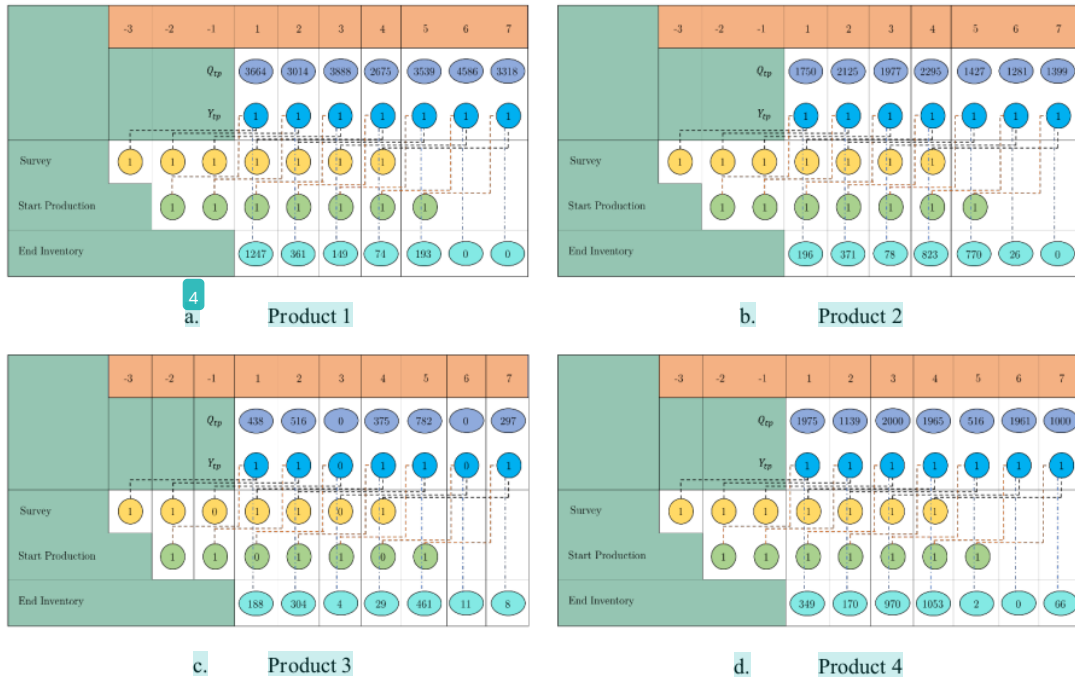 -3 -2 -1 1 2 3 4 5 6 7
Q_tp 3664 3014 3888 2675 3539 4586 3318
Y_tp 1 1 1 1 1 1 1
Survey 1 1 1 1 1 1 1
Start Production 1 1 1 1 1 1 1
End Inventory 1247 361 149 74 193 0 0
4
a. Product 1
-3 -2 -1 1 2 3 4 5 6 7
Q_tp 1750 2125 1977 2295 1427 1281 1399
Y_tp 1 1 1 1 1 1 1
Survey 1 1 1 1 1 1 1
Start Production 1 1 1 1 1 1 1
End Inventory 196 371 78 823 770 26 0
b. Product 2
-3 -2 -1 1 2 3 4 5 6 7
Q_tp 438 516 0 375 782 0 297
Y_tp 1 1 0 1 1 0 1
Survey 1 1 0 1 1 0 1
Start Production 1 1 0 1 1 0 1
End Inventory 188 304 4 29 461 11 8
c. Product 3
-3 -2 -1 1 2 3 4 5 6 7
Q_tp 1975 1139 2000 1965 516 1961 1000
Y_tp 1 1 1 1 1 1 1
Survey 1 1 1 1 1 1 1
Start Production 1 1 1 1 1 1 1
End Inventory 349 170 970 1053 2 0 66
d. Product 4